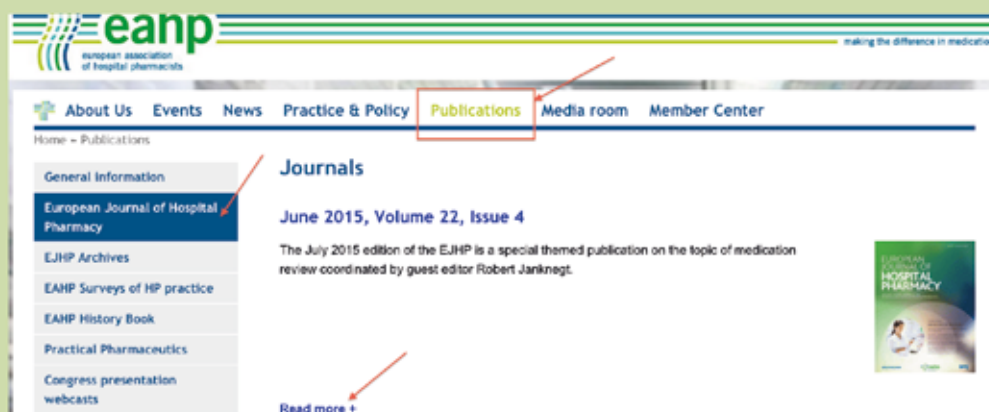 eahp
european association
of hospital pharmacists
making the difference in medicatio
About Us Events News Practice & Policy Publications Media room Member Center
Home – Publications
General information
European Journal of Hospital
Pharmacy
EJHP Archives
EAHP Surveys of HP practice
EAHP History Book
Practical Pharmaceutics
Congress presentation
webcasts
Journals
June 2015, Volume 22, Issue 4
The July 2015 edition of the EJHP is a special themed publication on the topic of medication
review coordinated by guest editor Robert Janknegt.
EUROPEAN
JOURNAL OF
HOSPITAL
PHARMACY
Read more +